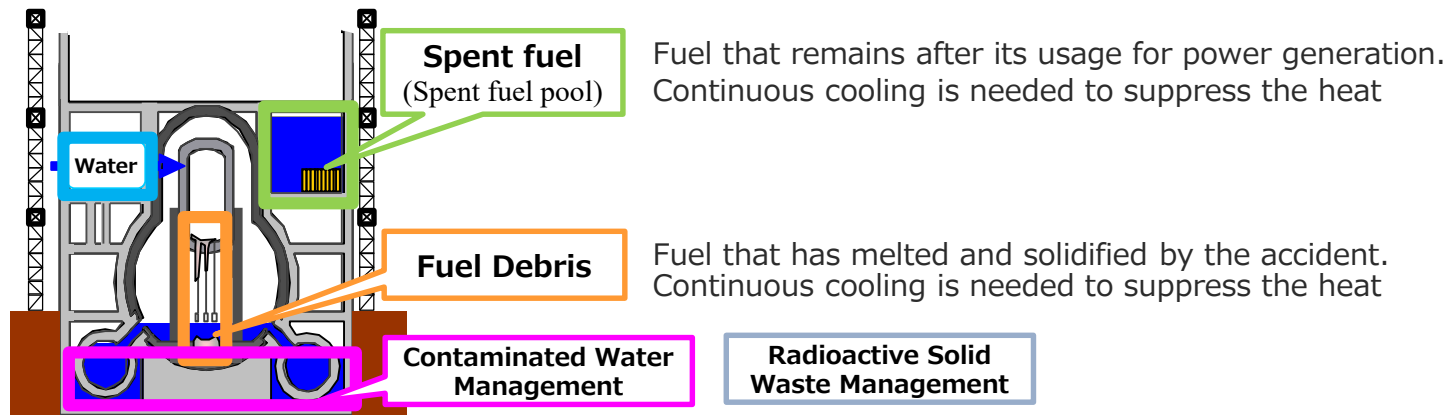 Spent fuel
(Spent fuel pool)
Fuel that remains after its usage for power generation.
Continuous cooling is needed to suppress the heat
Water
Fuel Debris
Fuel that has melted and solidified by the accident.
Continuous cooling is needed to suppress the heat
Contaminated Water
Management
Radioactive Solid
Waste Management